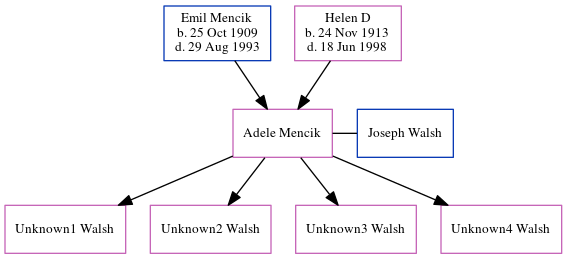 Emil Mencik
b. 25 Oct 1909
d. 29 Aug 1993
Helen D
b. 24 Nov 1913
d. 18 Jun 1998
Adele Mencik
Joseph Walsh
Unknown1 Walsh
Unknown2 Walsh
Unknown3 Walsh
Unknown4 Walsh